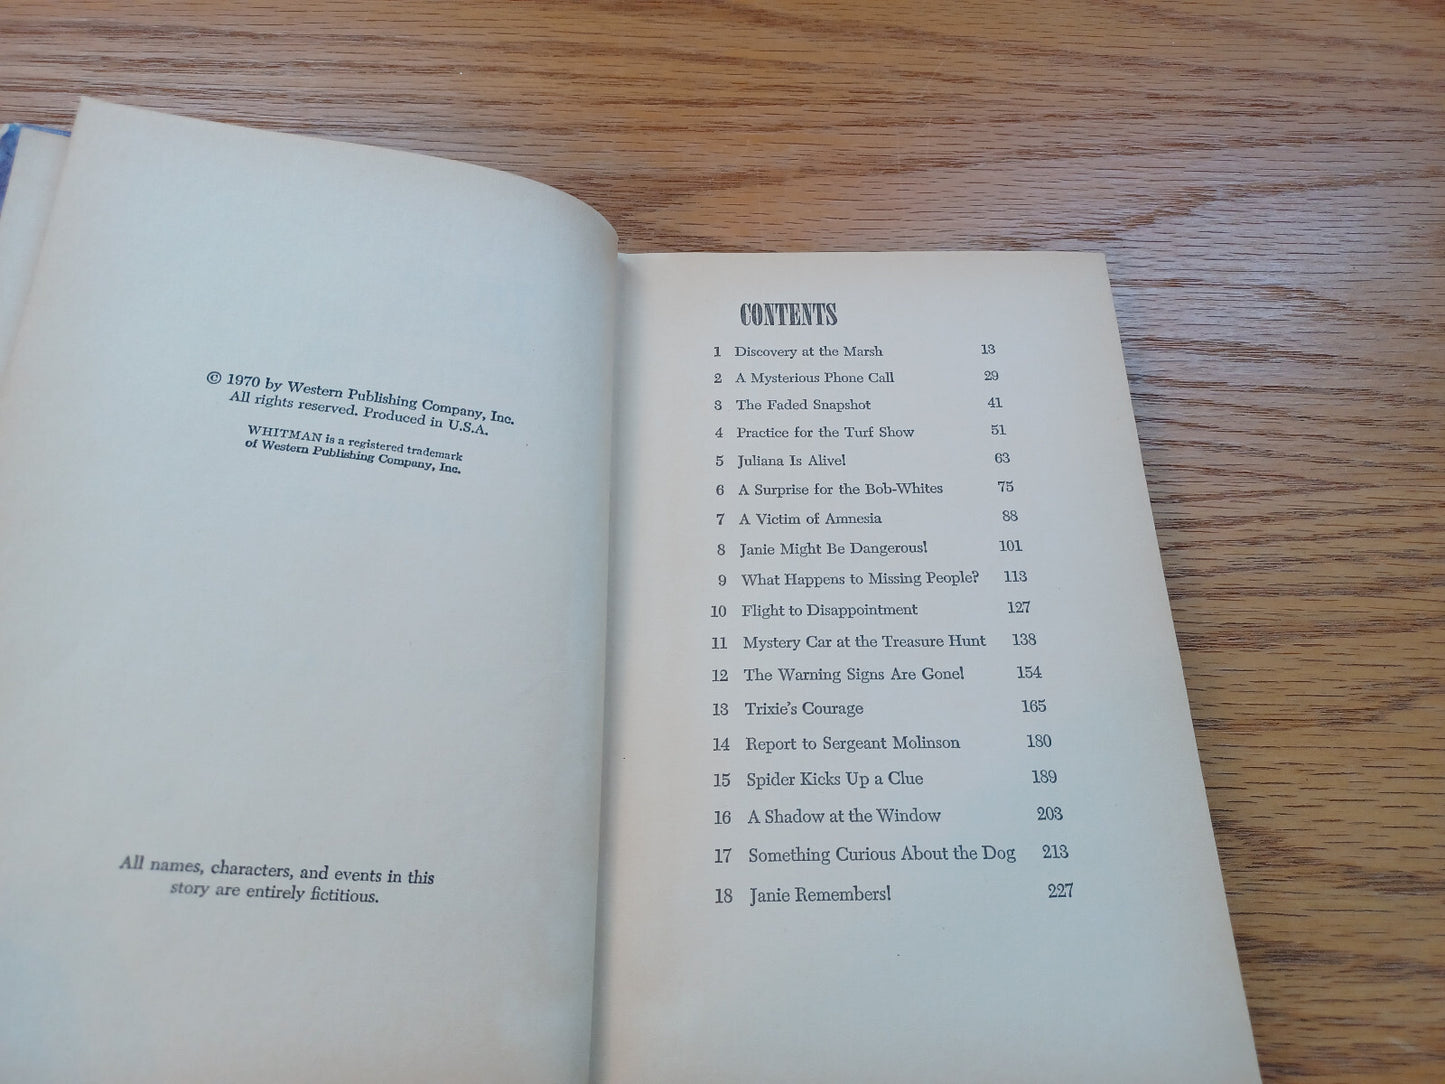 © 1970 by Western Publishing Company, Inc.
All rights reserved. Produced in U.S.A.
WHITMAN is a registered trademark
of Western Publishing Company, Inc.
All names, characters, and events in this
story are entirely fictitious.
CONTENTS
1 Discovery at the Marsh 13
2 A Mysterious Phone Call 29
3 The Faded Snapshot 41
4 Practice for the Turf Show 51
5 Juliana Is Alive! 63
6 A Surprise for the Bob-Whites 75
7 A Victim of Amnesia 88
8 Janie Might Be Dangerous! 101
9 What Happens to Missing People? 113
10 Flight to Disappointment 127
11 Mystery Car at the Treasure Hunt 138
12 The Warning Signs Are Gone! 154
13 Trixie's Courage 165
14 Report to Sergeant Molinson 180
15 Spider Kicks Up a Clue 189
16 A Shadow at the Window 203
17 Something Curious About the Dog 213
18 Janie Remembers! 227